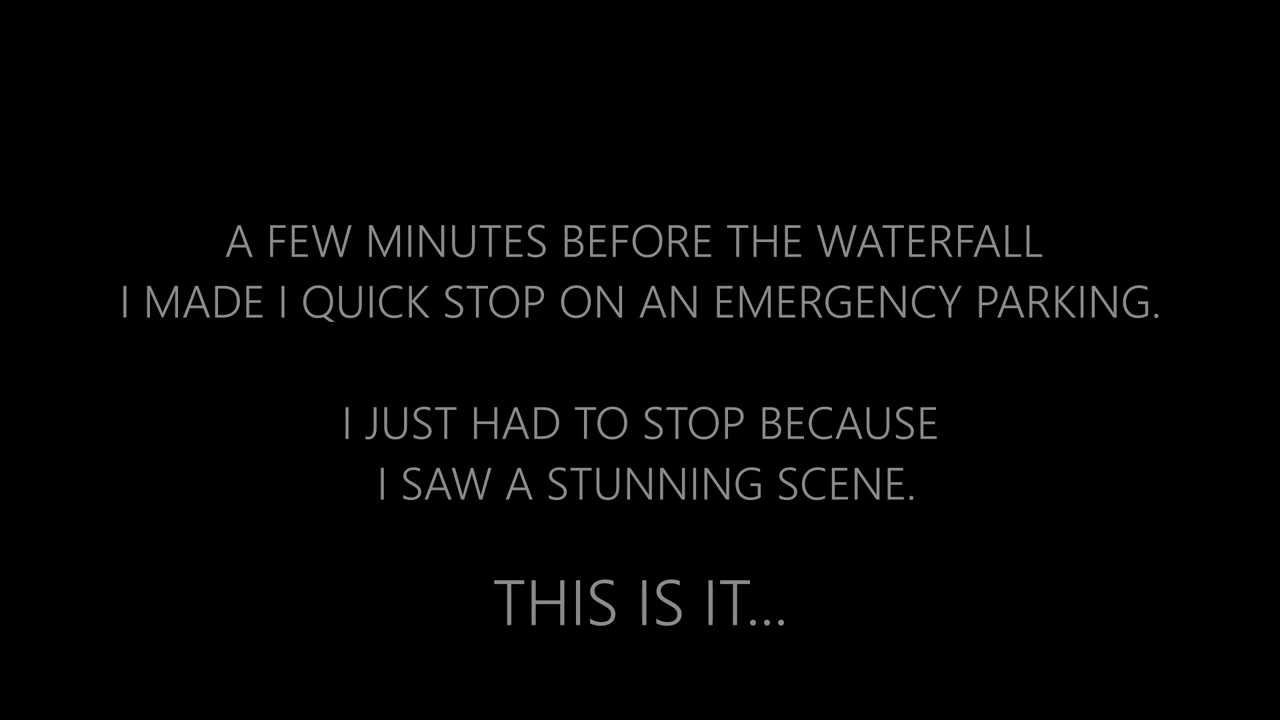 A FEW MINUTES BEFORE THE WATERFALL
I MADE I QUICK STOP ON AN EMERGENCY PARKING.
I JUST HAD TO STOP BECAUSE
I SAW A STUNNING SCENE.
THIS IS IT...